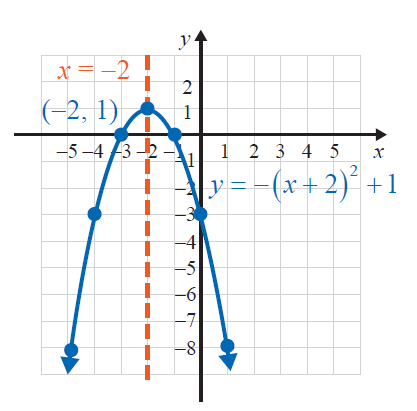 y
x = −2
(−2, 1)
2
1
−5 −4 −3 −2 −1 1 2 3 4 5 x
−1
−2
y = −(x + 2)² + 1
−3
−4
−5
−6
−7
−8